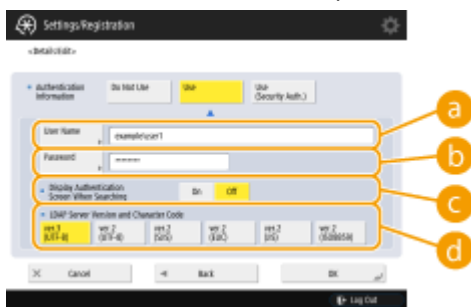 Settings/Registration
<Detail/Edit>
Authentication Information
Do Not Use
Use
Use (Security Auth.)
a
User Name
example\user1
b
Password
********
c
Display Authentication Screen When Searching
On
Off
d
LDAP Server Version and Character Code
ver.3 (UTF-8)
ver.2 (UTF-8)
ver.2 (SJIS)
ver.2 (EUC)
ver.2 (JIS)
ver.2 (ISO8859)
Cancel
Back
OK
Log Out